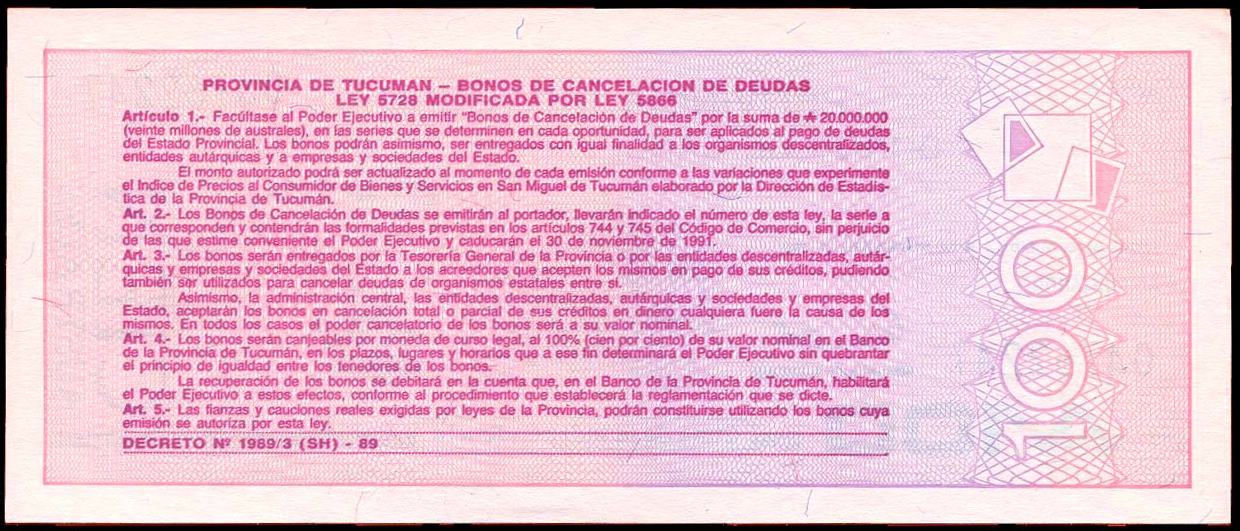 PROVINCIA DE TUCUMAN — BONOS DE CANCELACION DE DEUDAS
LEY 5728 MODIFICADA POR LEY 5866
Artículo 1.- Facúltase al Poder Ejecutivo a emitir "Bonos de Cancelación de Deudas" por la suma de ₳ 20.000.000
(veinte millones de australes), en las series que se determinen en cada oportunidad, para ser aplicados al pago de deudas
del Estado Provincial. Los bonos podrán asimismo, ser entregados con igual finalidad a los organismos descentralizados,
entidades autárquicas y a empresas y sociedades del Estado.
El monto autorizado podrá ser actualizado al momento de cada emisión conforme a las variaciones que experimente
el Indice de Precios al Consumidor de Bienes y Servicios en San Miguel de Tucumán elaborado por la Dirección de Estadís-
tica de la Provincia de Tucumán.
Art. 2.- Los Bonos de Cancelación de Deudas se emitirán al portador, llevarán indicado el número de esta ley, la serie a
que corresponden y contendrán las formalidades previstas en los artículos 744 y 745 del Código de Comercio, sin perjuicio
de las que estime conveniente el Poder Ejecutivo y caducarán el 30 de noviembre de 1991.
Art. 3.- Los bonos serán entregados por la Tesorería General de la Provincia o por las entidades descentralizadas, autár-
quicas y empresas y sociedades del Estado a los acreedores que acepten los mismos en pago de sus créditos, pudiendo
también ser utilizados para cancelar deudas de organismos estatales entre sí.
Asimismo, la administración central, las entidades descentralizadas, autárquicas y sociedades y empresas del
Estado, aceptarán los bonos en cancelación total o parcial de sus créditos en dinero cualquiera fuere la causa de los
mismos. En todos los casos el poder cancelatorio de los bonos será a su valor nominal.
Art. 4.- Los bonos serán canjeables por moneda de curso legal, al 100% (cien por ciento) de su valor nominal en el Banco
de la Provincia de Tucumán, en los plazos, lugares y horarios que a ese fin determinará el Poder Ejecutivo sin quebrantar
el principio de igualdad entre los tenedores de los bonos.
La recuperación de los bonos se debitará en la cuenta que, en el Banco de la Provincia de Tucumán, habilitará
el Poder Ejecutivo a estos efectos, conforme al procedimiento que establecerá la reglamentación que se dicte.
Art. 5.- Las fianzas y cauciones reales exigidas por leyes de la Provincia, podrán constituirse utilizando los bonos cuya
emisión se autoriza por esta ley.
DECRETO Nº 1989/3 (SH) - 89
100